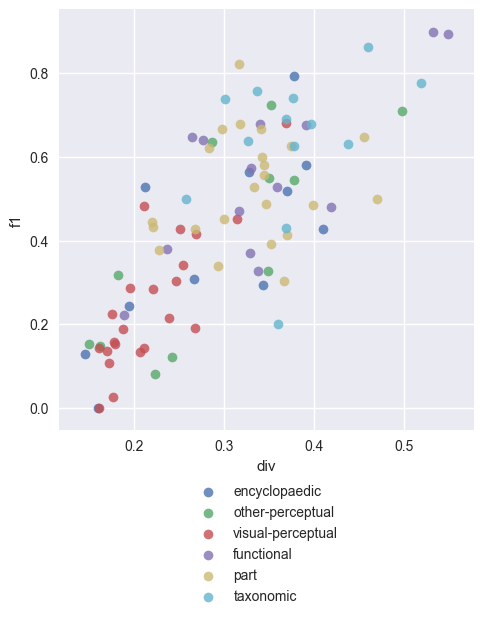 0.8
0.6
0.4
0.2
0.0
f1
0.2 0.3 0.4 0.5
div
encyclopaedic
other-perceptual
visual-perceptual
functional
part
taxonomic